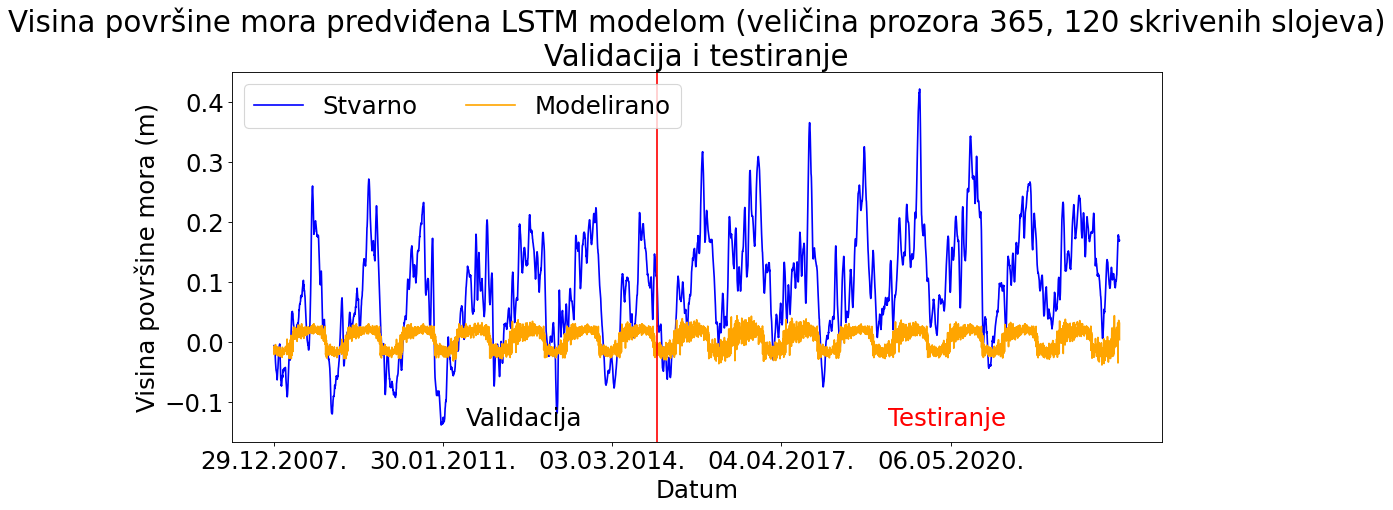 Visina površine mora predviđena LSTM modelom (veličina prozora 365, 120 skrivenih slojeva)
Validacija i testiranje
Stvarno Modelirano
Visina površine mora (m)
0.4
0.3
0.2
0.1
0.0
−0.1
Validacija Testiranje
29.12.2007. 30.01.2011. 03.03.2014. 04.04.2017. 06.05.2020.
Datum